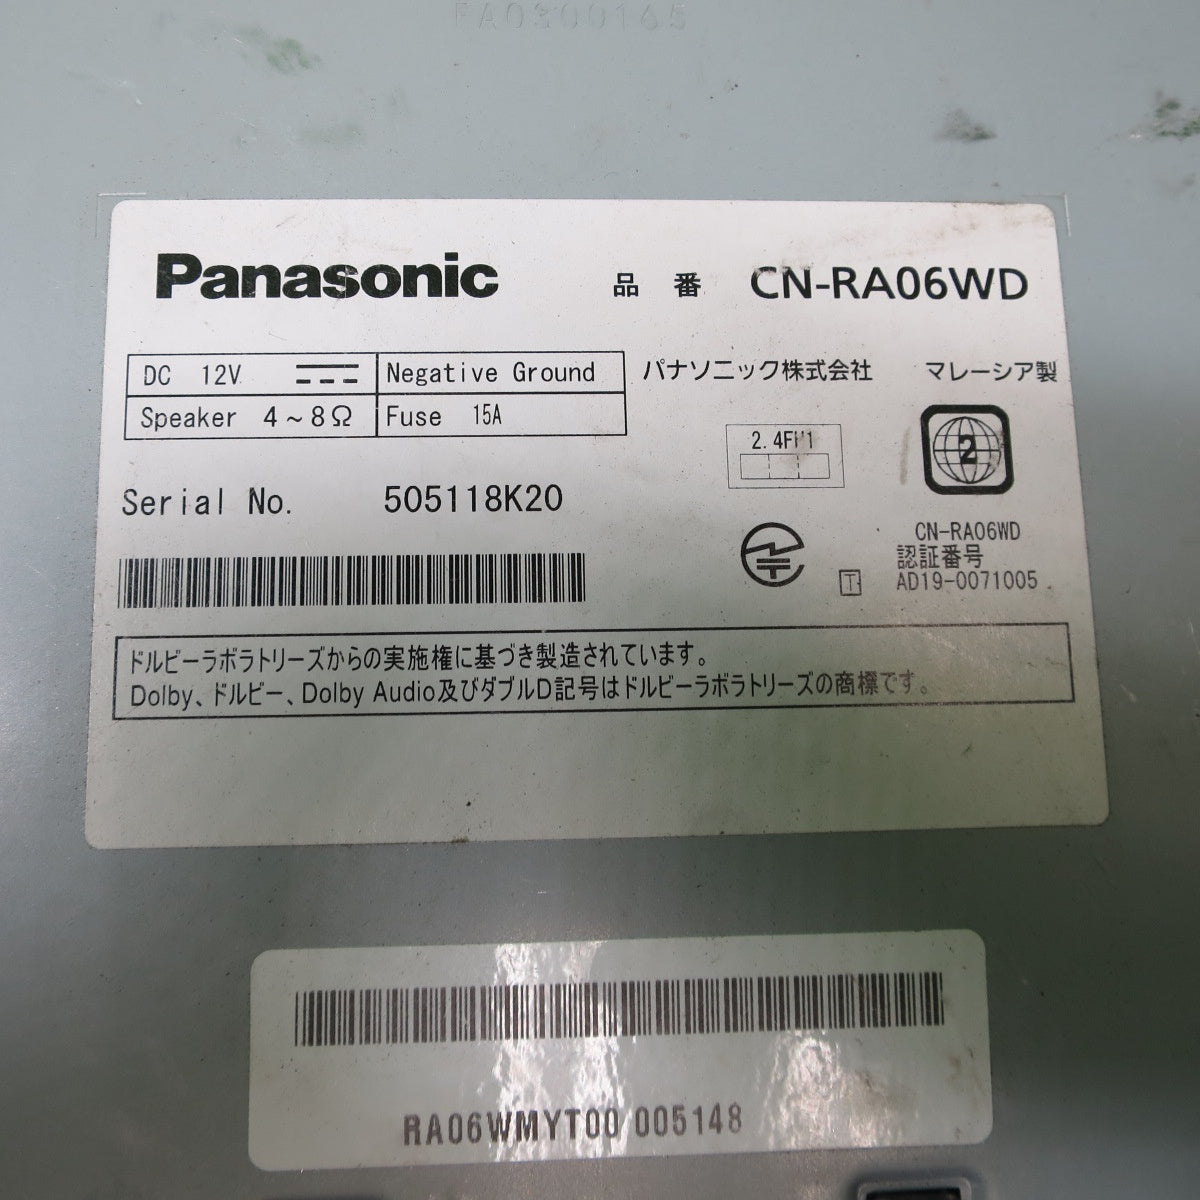 FA0300165
Panasonic 品番 CN-RA06WD
DC 12V Negative Ground
Speaker 4～8Ω Fuse 15A
パナソニック株式会社 マレーシア製
2.4FH1
2
Serial No. 505118K20
T
CN-RA06WD
認証番号
AD19-0071005
ドルビーラボラトリーズからの実施権に基づき製造されています。
Dolby、ドルビー、Dolby Audio及びダブルD記号はドルビーラボラトリーズの商標です。
RA06WMYT00 005148